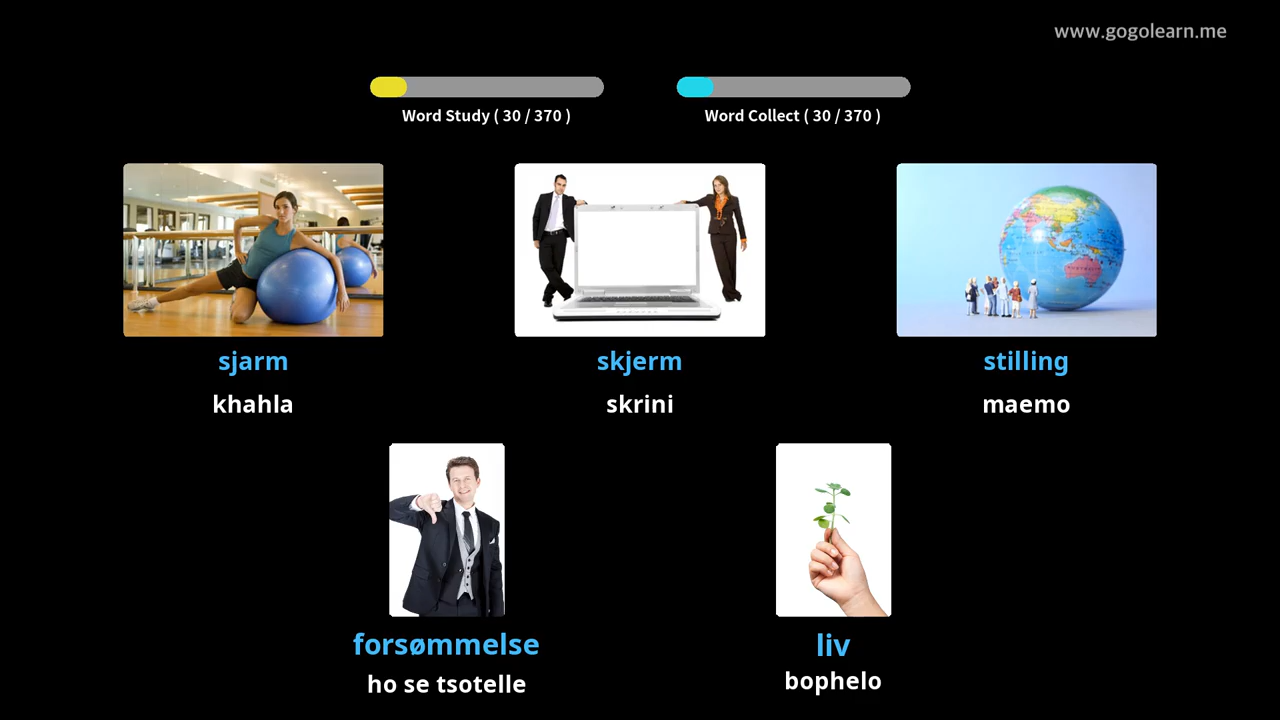 www.gogolearn.me
Word Study ( 30 / 370 )
Word Collect ( 30 / 370 )
sjarm
khahla
skjerm
skrini
stilling
maemo
forsømmelse
ho se tsotelle
liv
bophelo